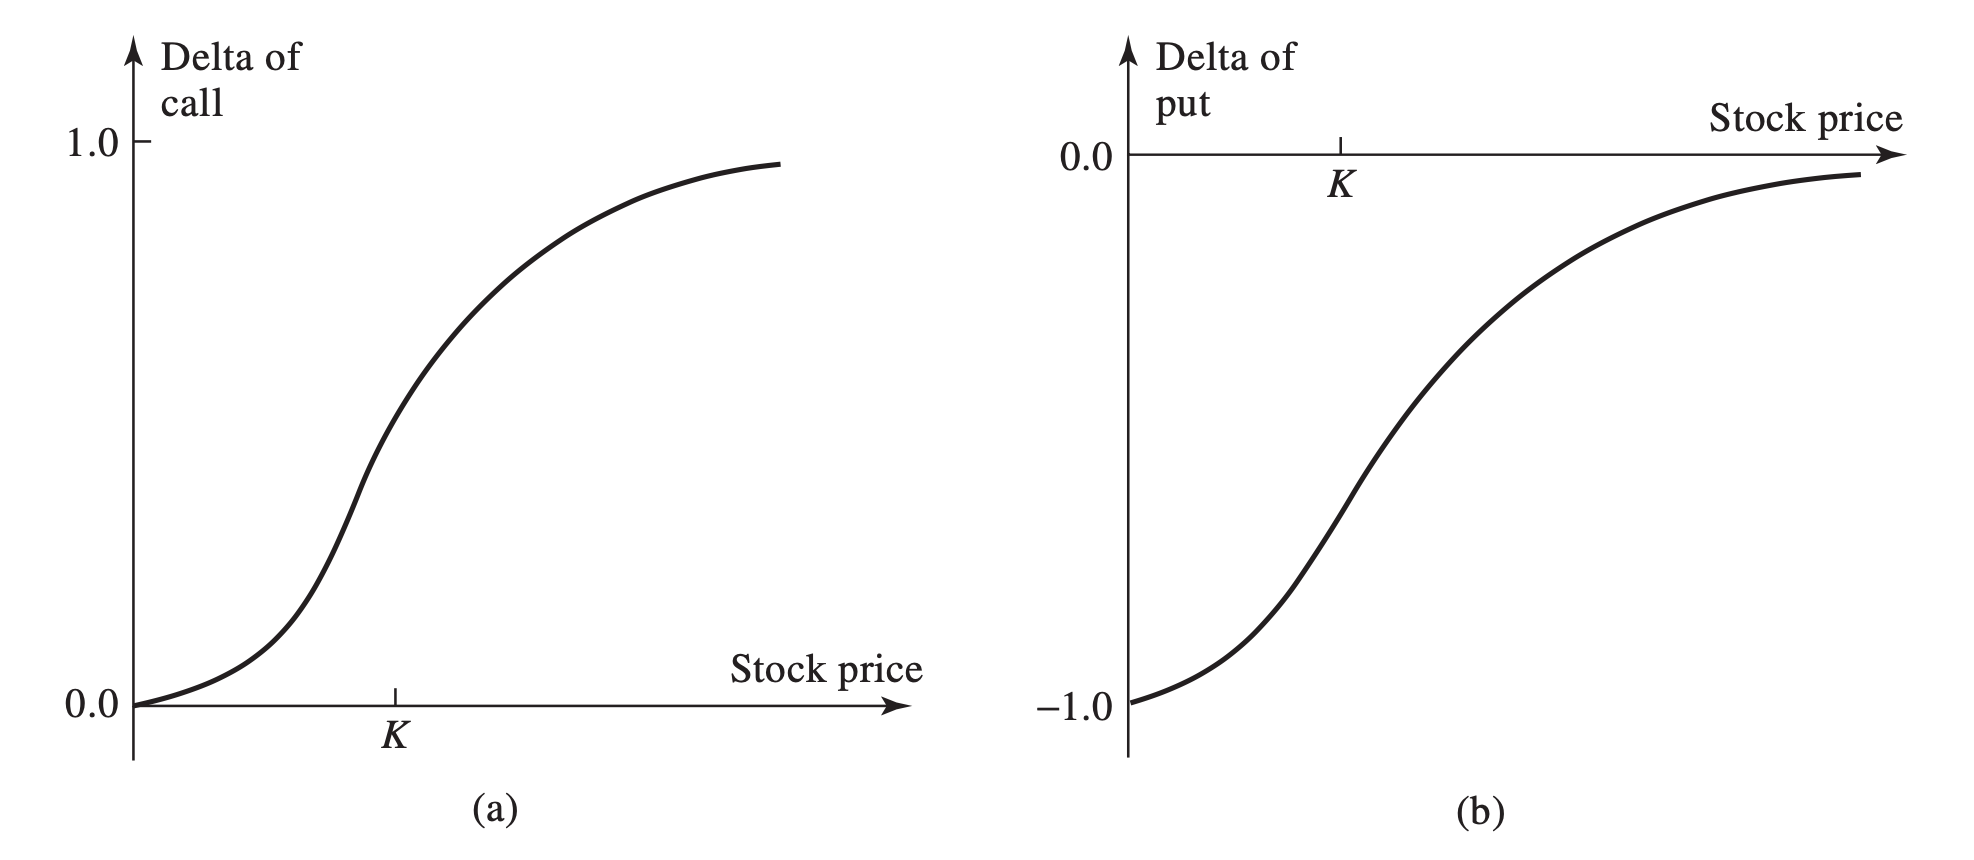 Delta of
call
1.0
0.0
Stock price
K
(a)
Delta of
put
Stock price
0.0
K
–1.0
(b)